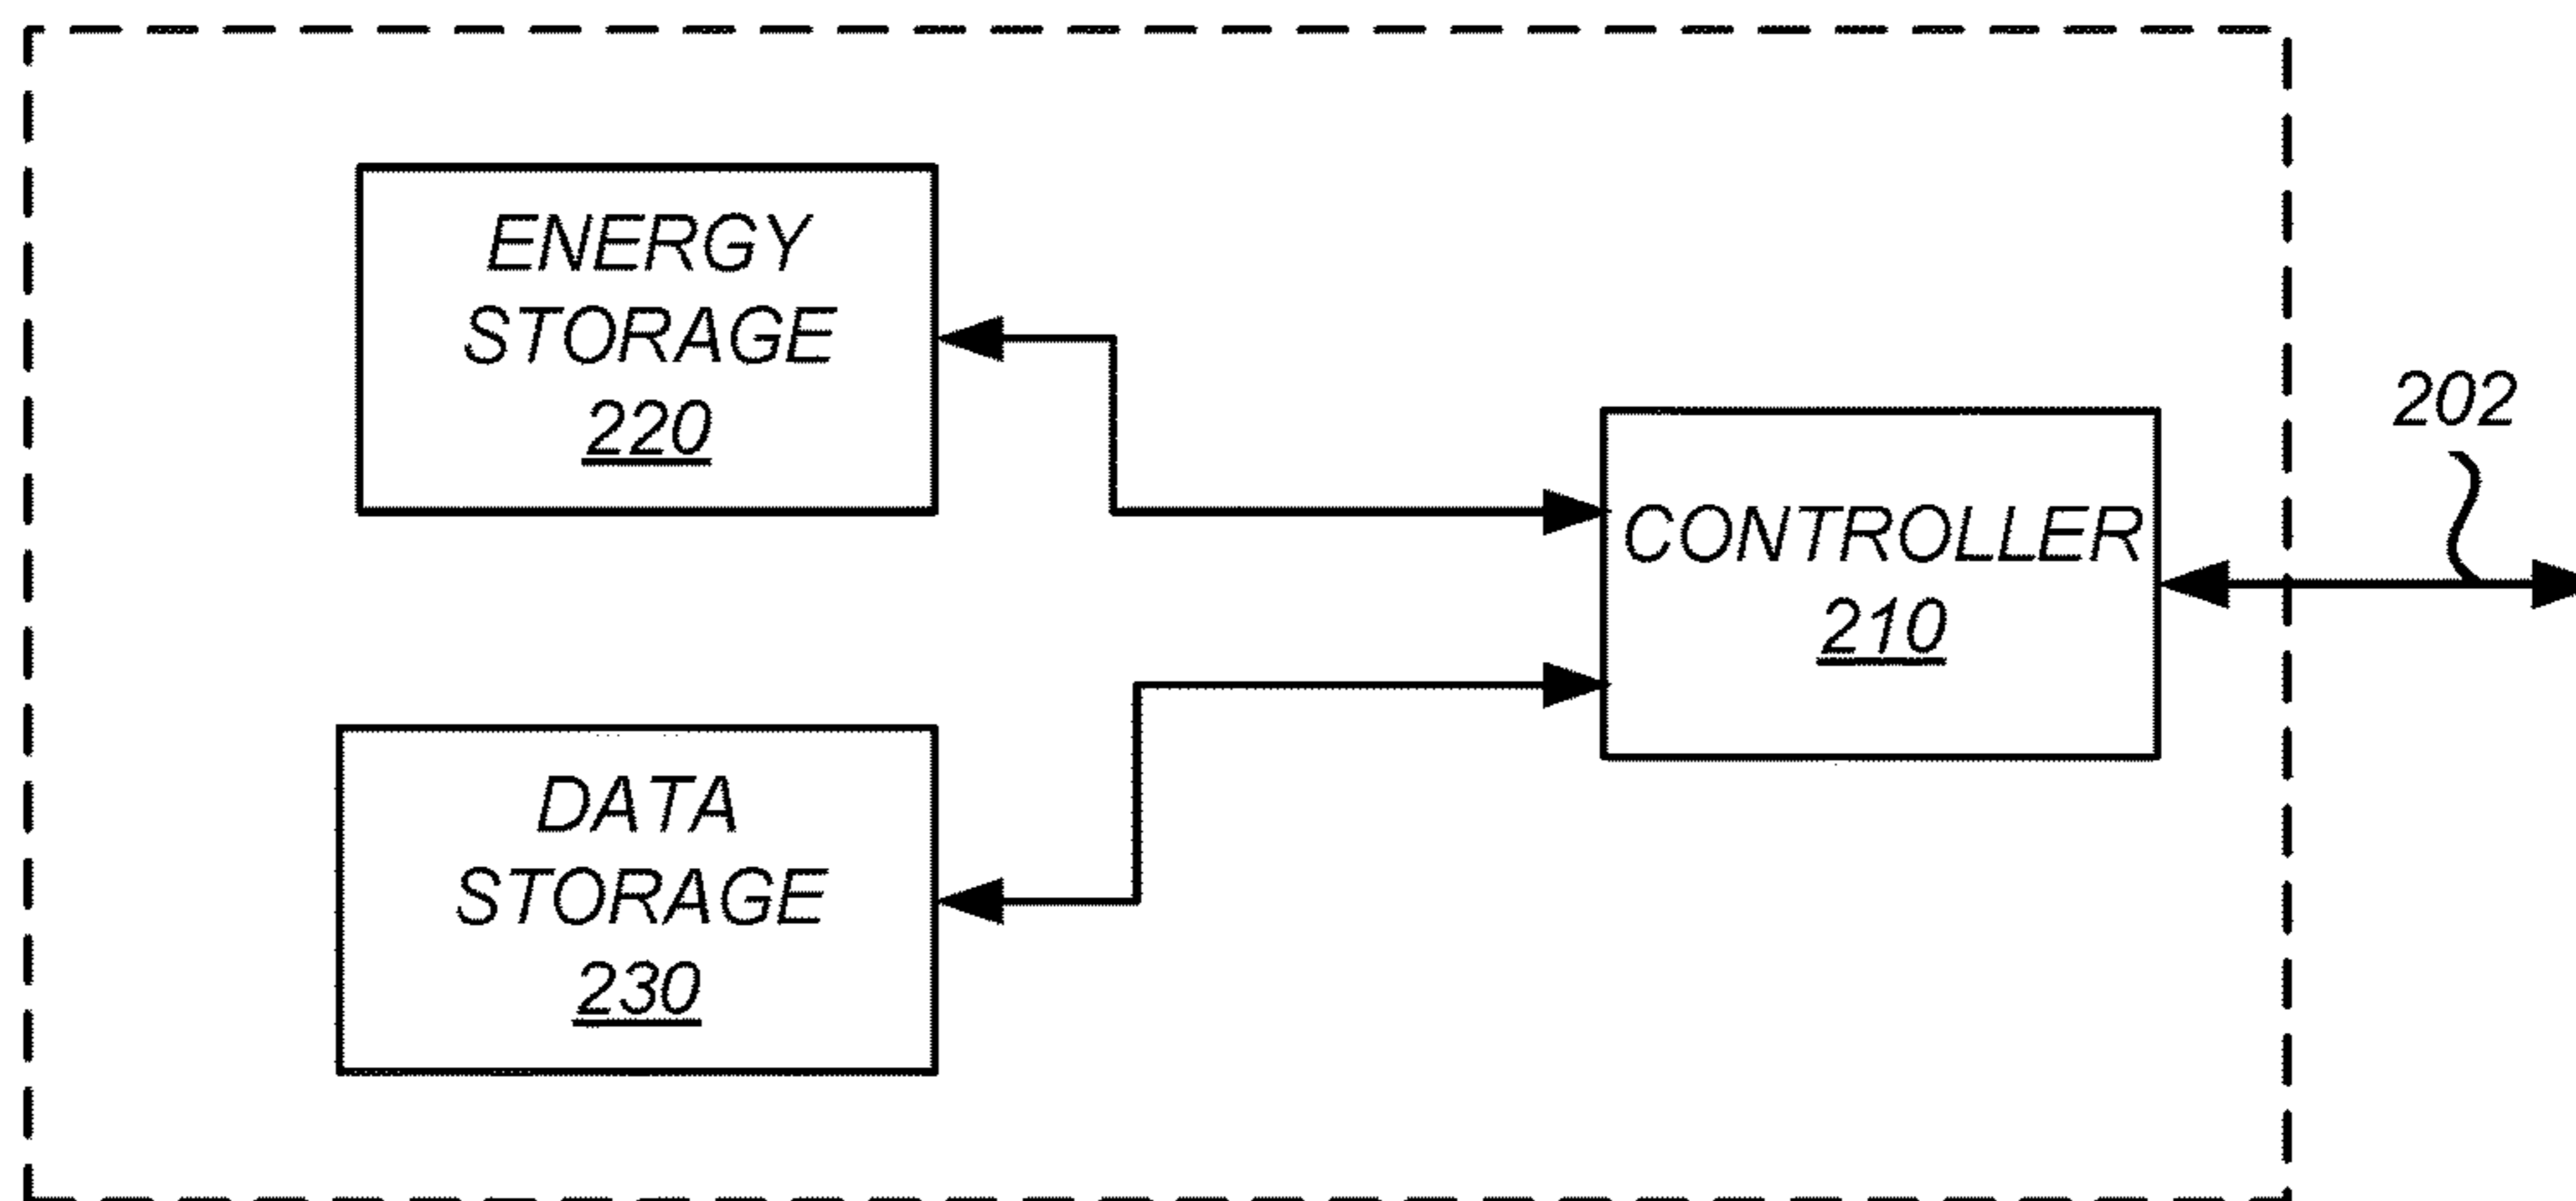 ENERGY
STORAGE
220
202
CONTROLLER
210
DATA
STORAGE
230